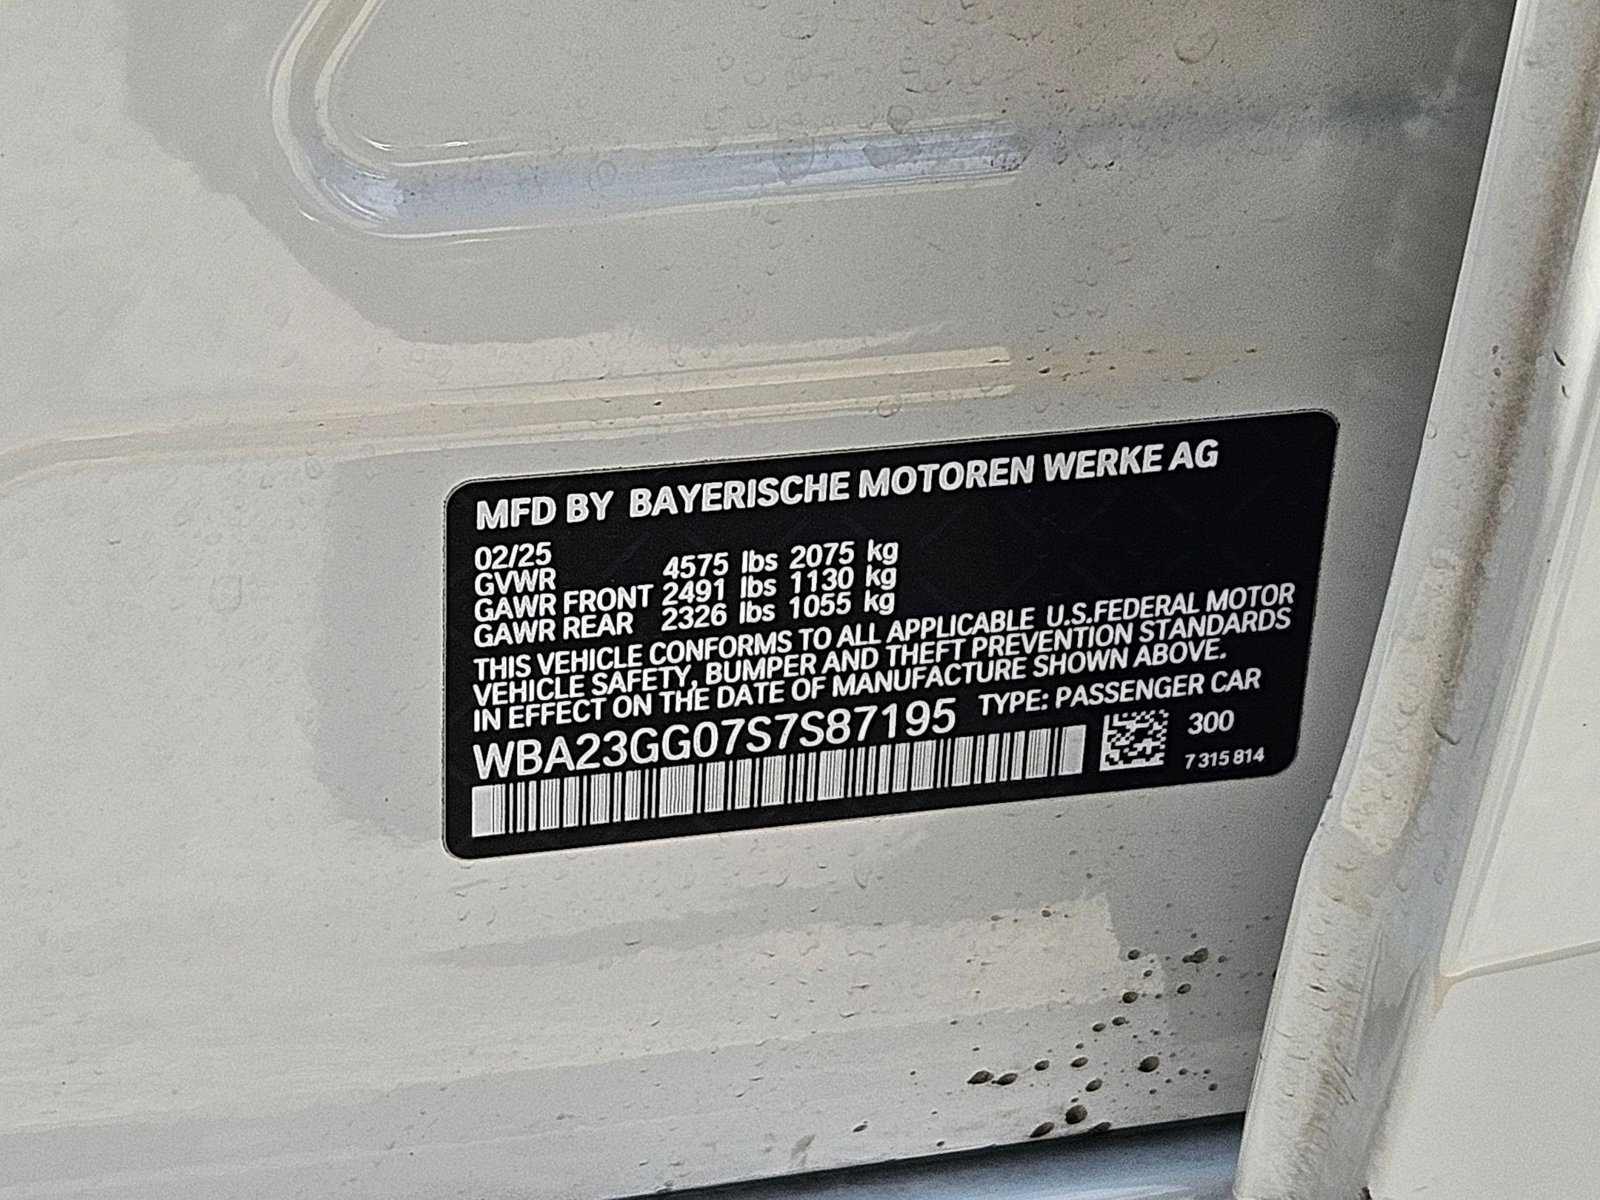 MFD BY BAYERISCHE MOTOREN WERKE AG
02/25
GVWR 4575 lbs 2075 kg
GAWR FRONT 2491 lbs 1130 kg
GAWR REAR 2326 lbs 1055 kg
THIS VEHICLE CONFORMS TO ALL APPLICABLE U.S.FEDERAL MOTOR
VEHICLE SAFETY, BUMPER AND THEFT PREVENTION STANDARDS
IN EFFECT ON THE DATE OF MANUFACTURE SHOWN ABOVE.
WBA23GG07S7S87195 TYPE: PASSENGER CAR
300
7 315 814